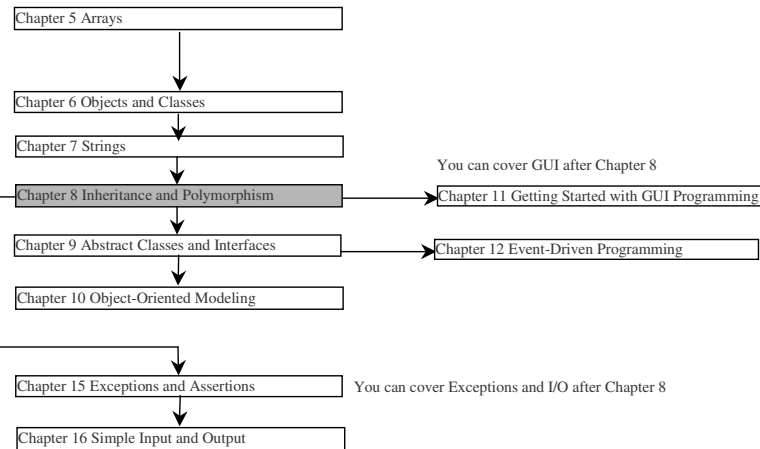 Chapter 5 Arrays
Chapter 6 Objects and Classes
Chapter 7 Strings
You can cover GUI after Chapter 8
Chapter 8 Inheritance and Polymorphism
Chapter 11 Getting Started with GUI Programming
Chapter 9 Abstract Classes and Interfaces
Chapter 12 Event-Driven Programming
Chapter 10 Object-Oriented Modeling
Chapter 15 Exceptions and Assertions
You can cover Exceptions and I/O after Chapter 8
Chapter 16 Simple Input and Output